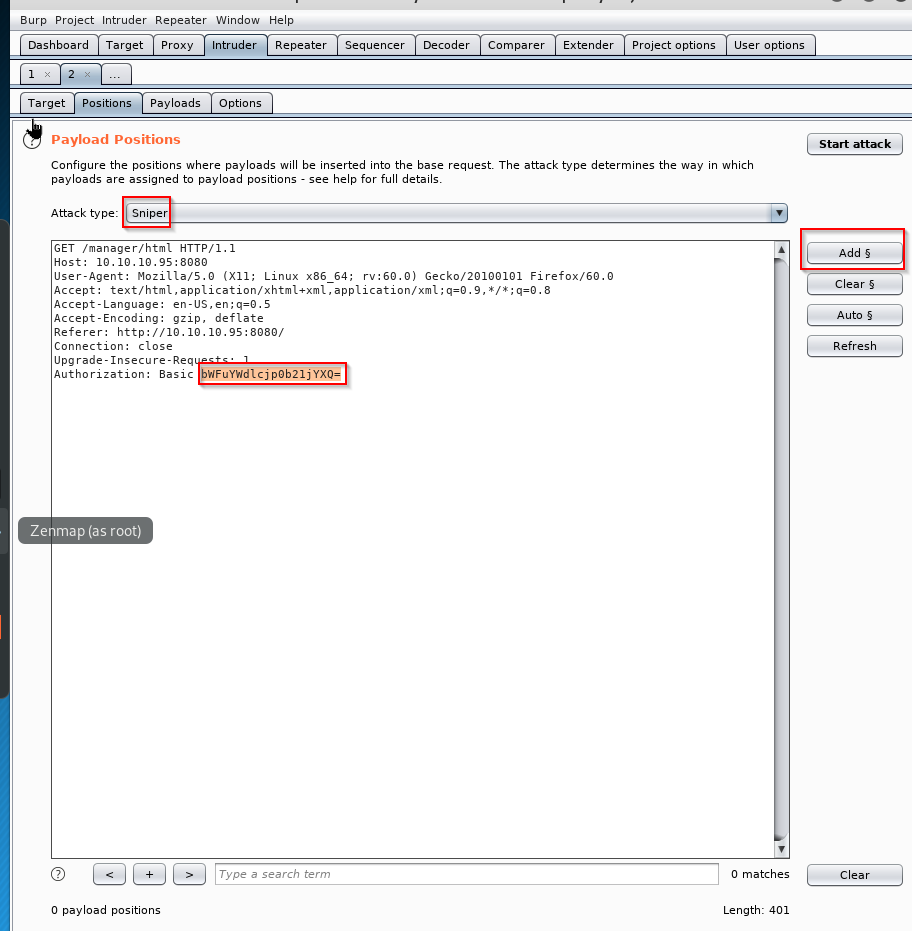 Burp Project Intruder Repeater Window Help
Dashboard Target Proxy Intruder Repeater Sequencer Decoder Comparer Extender Project options User options
1 × 2 × ...
Target Positions Payloads Options
? Payload Positions
Start attack
Configure the positions where payloads will be inserted into the base request. The attack type determines the way in which
payloads are assigned to payload positions - see help for full details.
Attack type: Sniper
GET /manager/html HTTP/1.1
Host: 10.10.10.95:8080
User-Agent: Mozilla/5.0 (X11; Linux x86_64; rv:60.0) Gecko/20100101 Firefox/60.0
Accept: text/html,application/xhtml+xml,application/xml;q=0.9,*/*;q=0.8
Accept-Language: en-US,en;q=0.5
Accept-Encoding: gzip, deflate
Referer: http://10.10.10.95:8080/
Connection: close
Upgrade-Insecure-Requests: 1
Authorization: Basic bWFuYWdlcjp0b21jYXQ=
Add §
Clear §
Auto §
Refresh
Zenmap (as root)
? < + > Type a search term 0 matches Clear
0 payload positions Length: 401